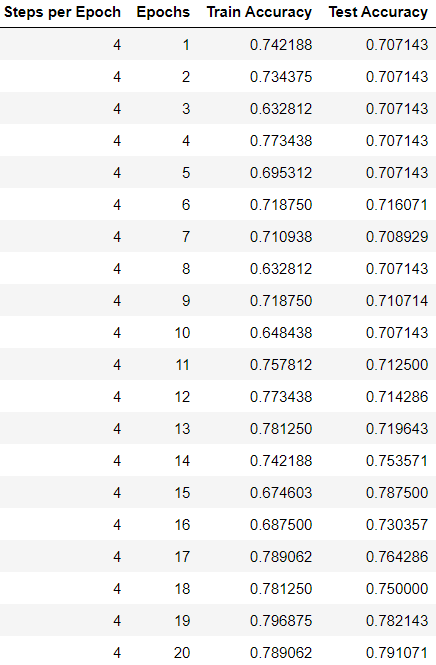 Steps per Epoch Epochs Train Accuracy Test Accuracy
4 1 0.742188 0.707143
4 2 0.734375 0.707143
4 3 0.632812 0.707143
4 4 0.773438 0.707143
4 5 0.695312 0.707143
4 6 0.718750 0.716071
4 7 0.710938 0.708929
4 8 0.632812 0.707143
4 9 0.718750 0.710714
4 10 0.648438 0.707143
4 11 0.757812 0.712500
4 12 0.773438 0.714286
4 13 0.781250 0.719643
4 14 0.742188 0.753571
4 15 0.674603 0.787500
4 16 0.687500 0.730357
4 17 0.789062 0.764286
4 18 0.781250 0.750000
4 19 0.796875 0.782143
4 20 0.789062 0.791071